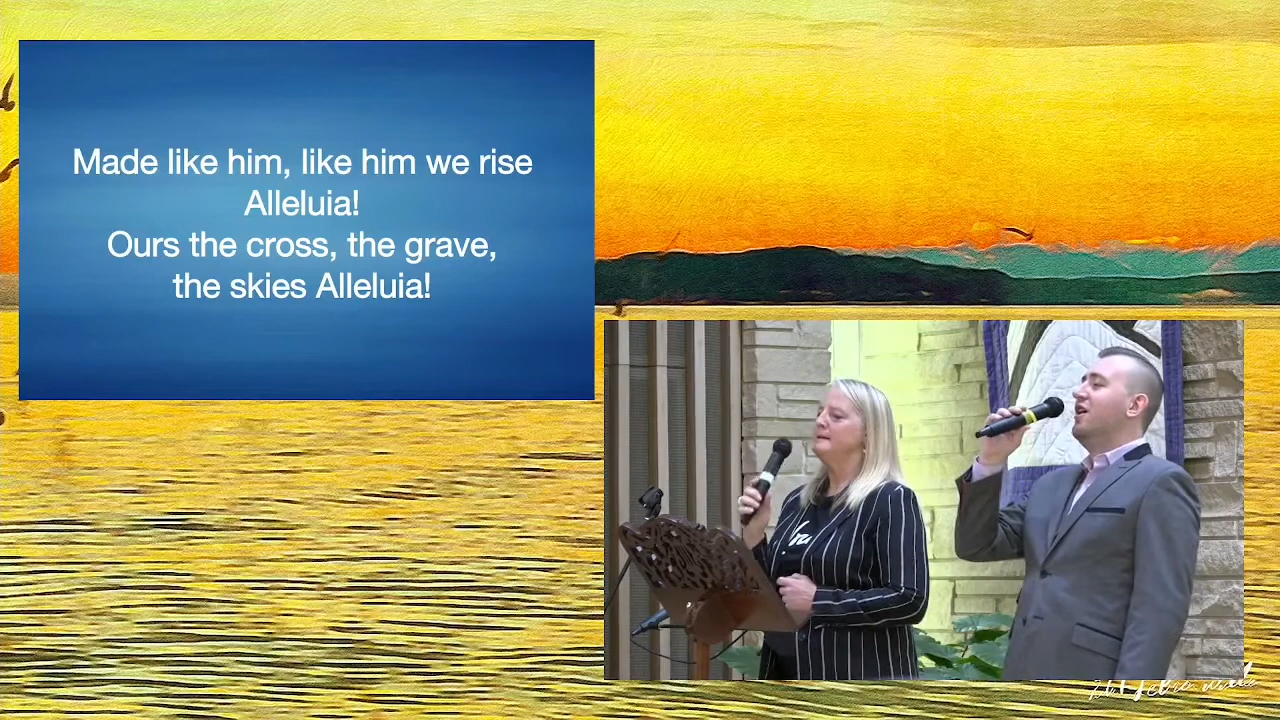 Made like him, like him we rise
Alleluia!
Ours the cross, the grave,
the skies Alleluia!